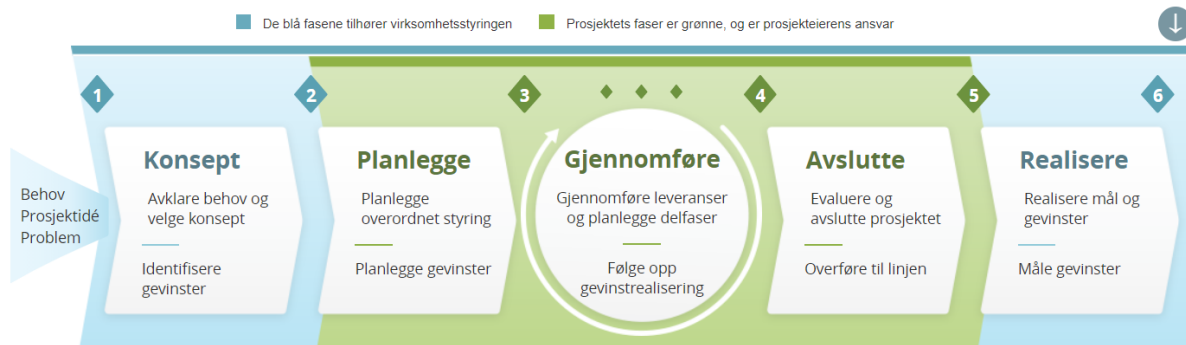 De blå fasene tilhører virksomhetsstyringen
Prosjektets faser er grønne, og er prosjekteierens ansvar
1
2
3
4
5
6
Behov
Prosjektidé
Problem
Konsept
Avklare behov og
velge konsept
Identifisere
gevinster
Planlegge
Planlegge
overordnet styring
Planlegge gevinster
Gjennomføre
Gjennomføre leveranser
og planlegge delfaser
Følge opp
gevinstrealisering
Avslutte
Evaluere og
avslutte prosjektet
Overføre til linjen
Realisere
Realisere mål og
gevinster
Måle gevinster